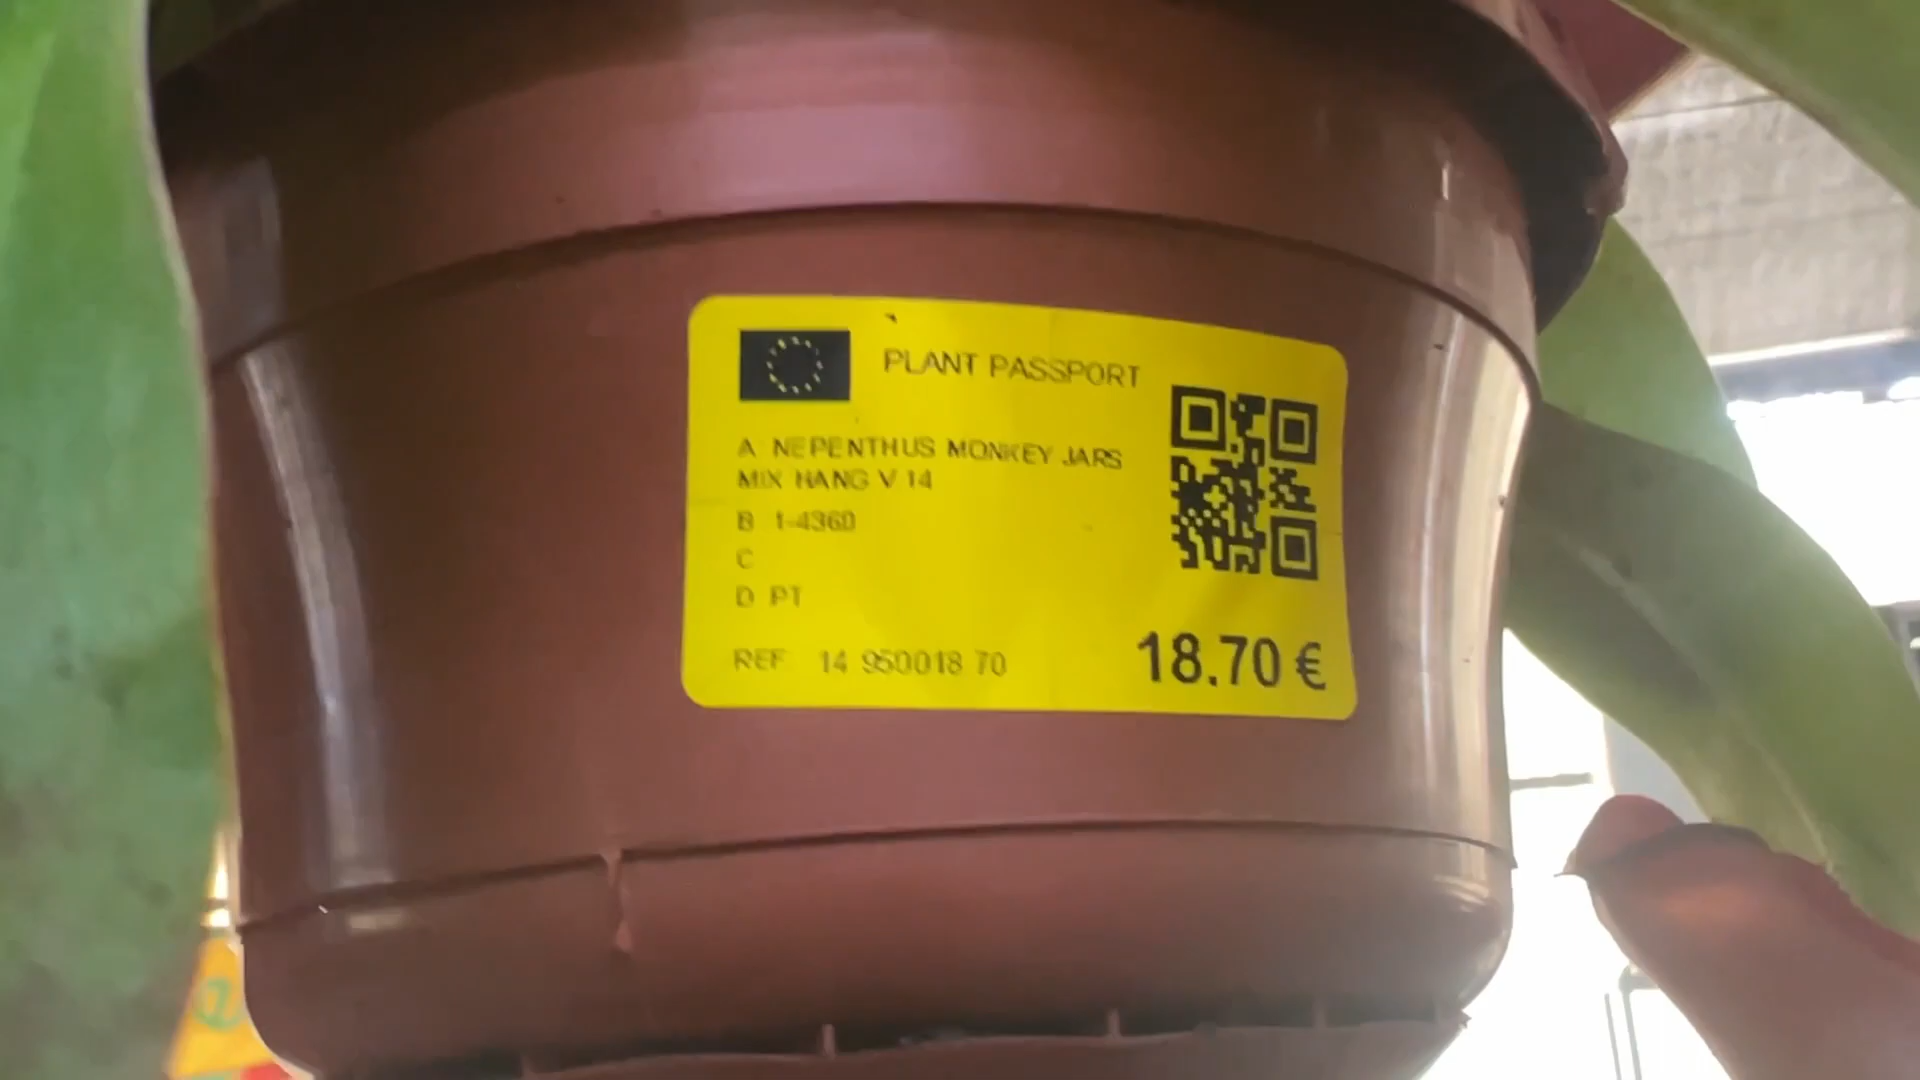 PLANT PASSPORT
A NEPENTHUS MONKEY JARS
MIX HANG V 14
B 1-4360
C
D PT
REF 14 950018 70
18.70 €